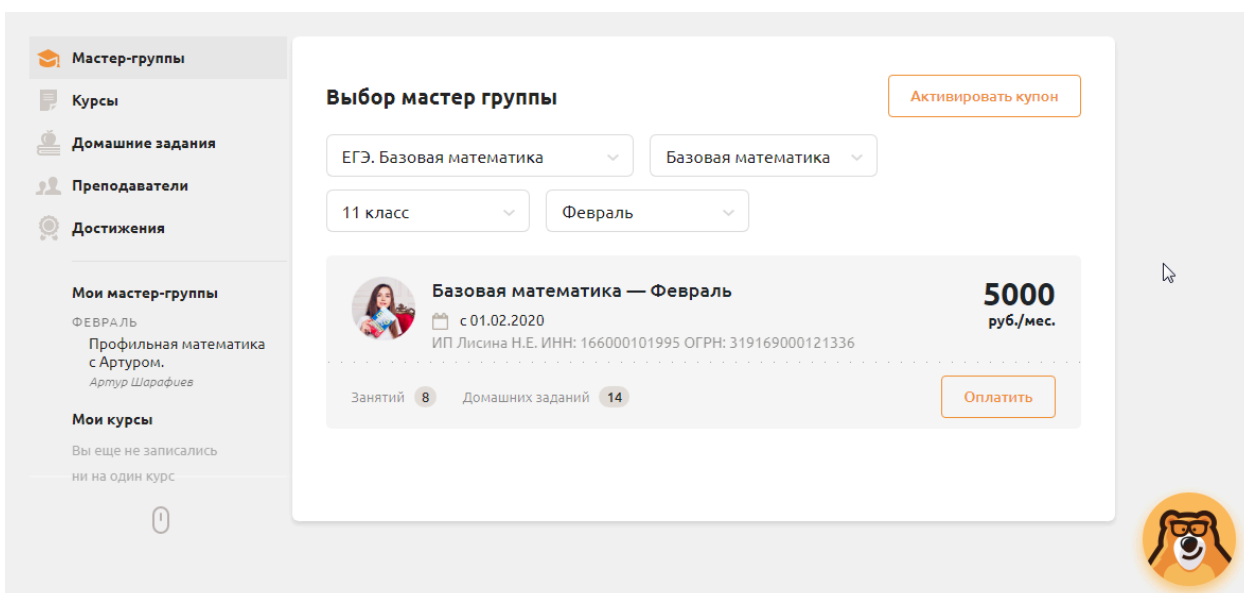 Мастер-группы
Курсы
Домашние задания
Преподаватели
Достижения
Мои мастер-группы
ФЕВРАЛЬ
Профильная математика
с Артуром.
Артур Шарафиев
Мои курсы
Вы еще не записались
ни на один курс
Выбор мастер группы
Активировать купон
ЕГЭ. Базовая математика
Базовая математика
11 класс
Февраль
Базовая математика — Февраль
с 01.02.2020
ИП Лисина Н.Е. ИНН: 166000101995 ОГРН: 319169000121336
5000
руб./мес.
Занятий 8
Домашних заданий 14
Оплатить